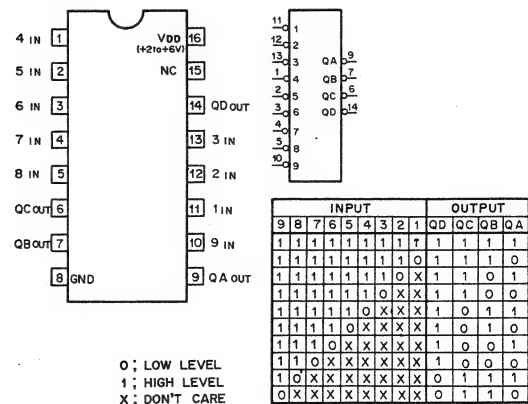 4 IN 1 VDD 16
(+2 to +6V)
5 IN 2 NC 15
6 IN 3 14 QD OUT
7 IN 4 13 3 IN
8 IN 5 12 2 IN
QC OUT 6 11 1 IN
QB OUT 7 10 9 IN
8 GND 9 QA OUT
11 1
12 2
13 3 QA 9
1 4 QB 7
2 5 QC 6
3 6 QD 14
4 7
5 8
10 9
INPUT OUTPUT
9 8 7 6 5 4 3 2 1 QD QC QB QA
1 1 1 1 1 1 1 1 1 1 1 1 1
1 1 1 1 1 1 1 1 0 1 1 1 0
1 1 1 1 1 1 1 0 X 1 1 0 1
1 1 1 1 1 1 0 X X 1 1 0 0
1 1 1 1 1 0 X X X 1 0 1 1
1 1 1 1 0 X X X X 1 0 1 0
1 1 1 0 X X X X X 1 0 0 1
1 1 0 X X X X X X 1 0 0 0
1 0 X X X X X X X 0 1 1 1
0 X X X X X X X X 0 1 1 0
0 ; LOW LEVEL
1 ; HIGH LEVEL
X ; DON'T CARE